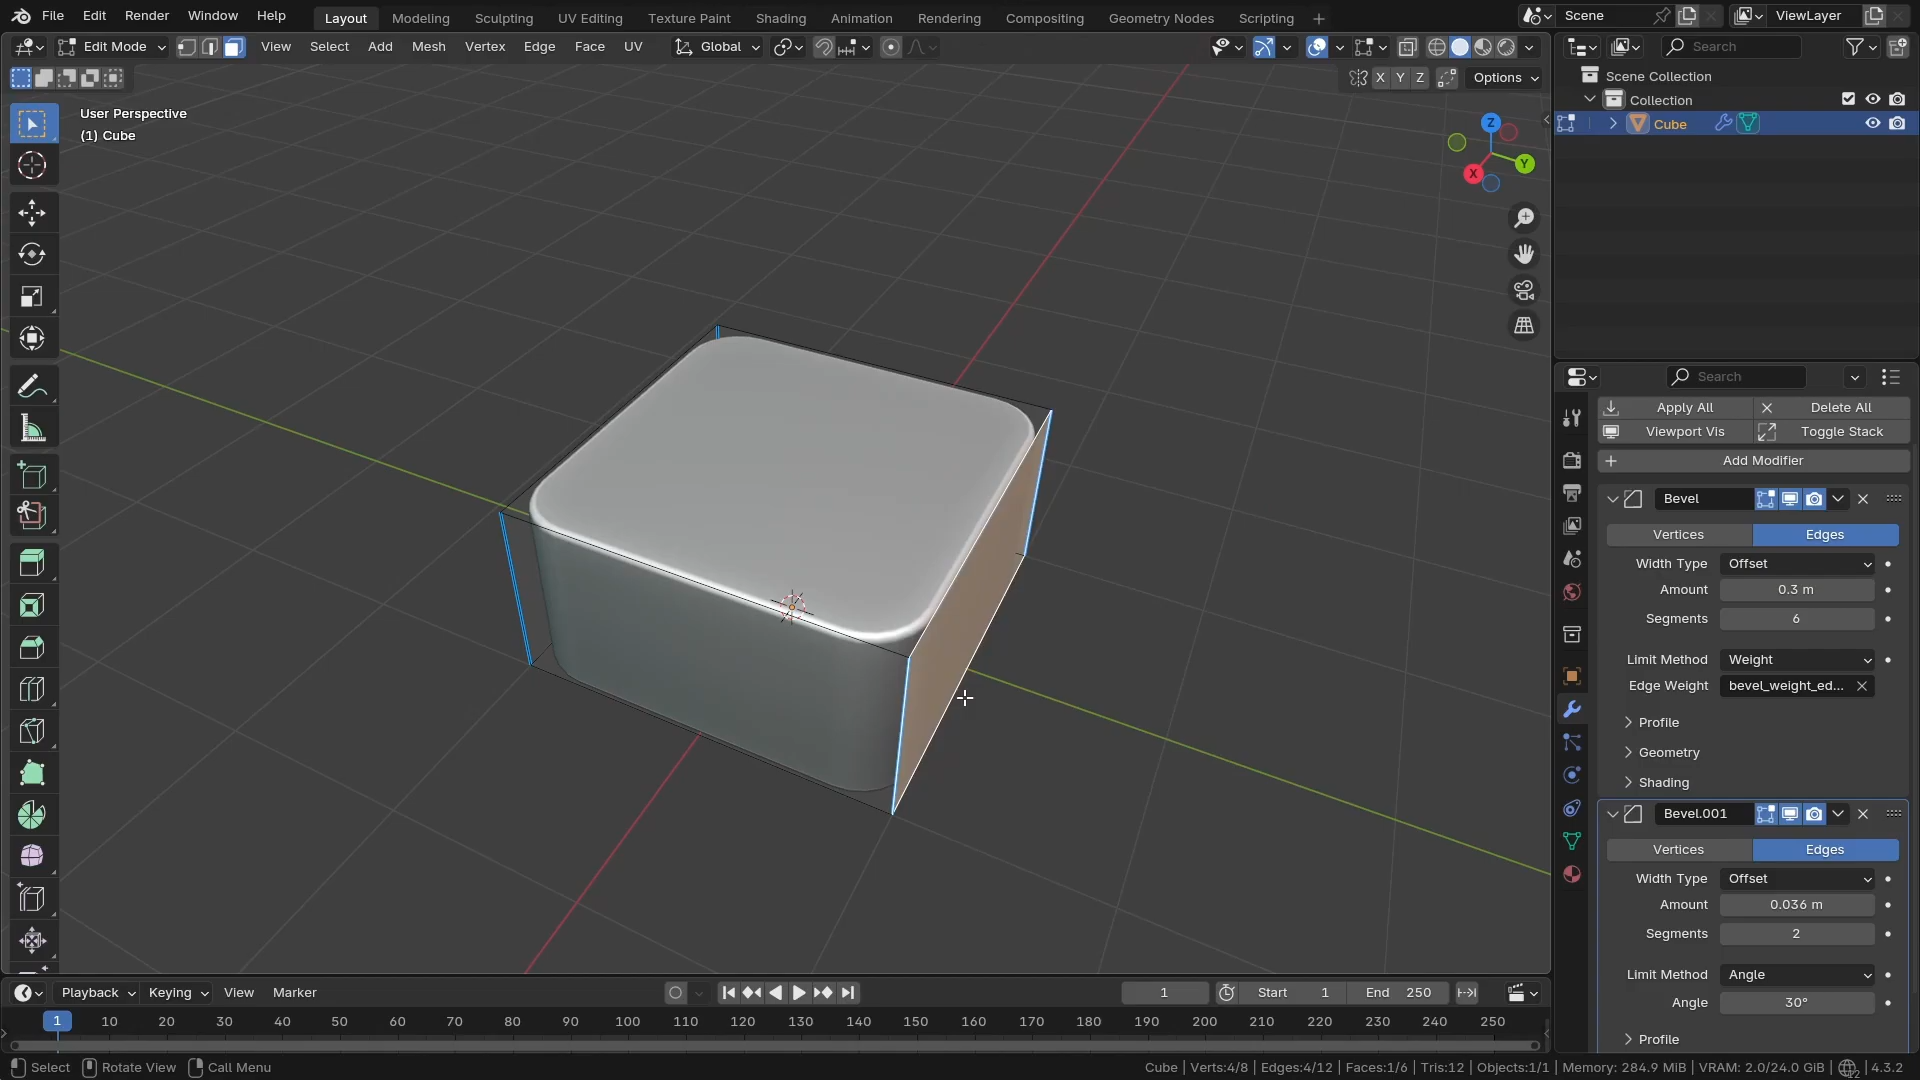 File Edit Render Window Help Layout Modeling Sculpting UV Editing Texture Paint Shading Animation Rendering Compositing Geometry Nodes Scripting Scene ViewLayer
Edit Mode View Select Add Mesh Vertex Edge Face UV Global Search
X Y Z Options
User Perspective
(1) Cube
Z
Y
X
Scene Collection
Collection
Cube
Search
Apply All Delete All
Viewport Vis Toggle Stack
Add Modifier
Bevel
Vertices Edges
Width Type Offset
Amount 0.3 m
Segments 6
Limit Method Weight
Edge Weight bevel_weight_ed...
Profile
Geometry
Shading
Bevel.001
Vertices Edges
Width Type Offset
Amount 0.036 m
Segments 2
Limit Method Angle
Angle 30°
Profile
Playback Keying View Marker 1 Start 1 End 250
1 10 20 30 40 50 60 70 80 90 100 110 120 130 140 150 160 170 180 190 200 210 220 230 240 250
Select Rotate View Call Menu Cube | Verts:4/8 | Edges:4/12 | Faces:1/6 | Tris:12 | Objects:1/1 | Memory: 284.9 MiB | VRAM: 2.0/24.0 GiB | 12 | 4.3.2